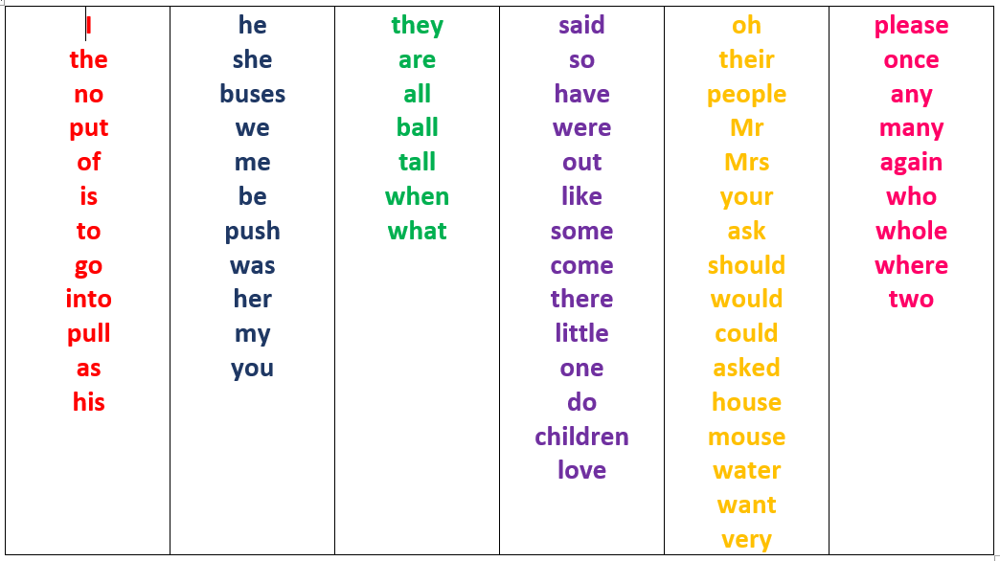 I
the
no
put
of
is
to
go
into
pull
as
his
he
she
buses
we
me
be
push
was
her
my
you
they
are
all
ball
tall
when
what
said
so
have
were
out
like
some
come
there
little
one
do
children
love
oh
their
people
Mr
Mrs
your
ask
should
would
could
asked
house
mouse
water
want
very
please
once
any
many
again
who
whole
where
two